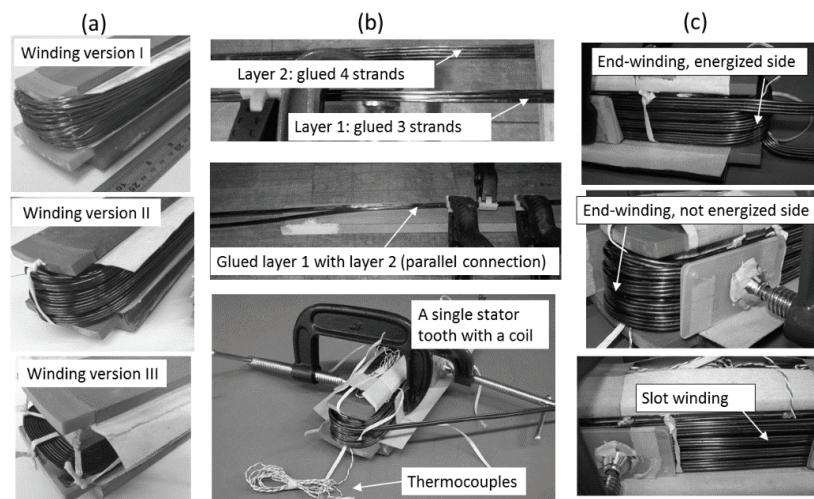 (a)
Winding version I
Winding version II
Winding version III
(b)
Layer 2: glued 4 strands
Layer 1: glued 3 strands
Glued layer 1 with layer 2 (parallel connection)
A single stator
tooth with a coil
Thermocouples
(c)
End-winding, energized side
End-winding, not energized side
Slot winding